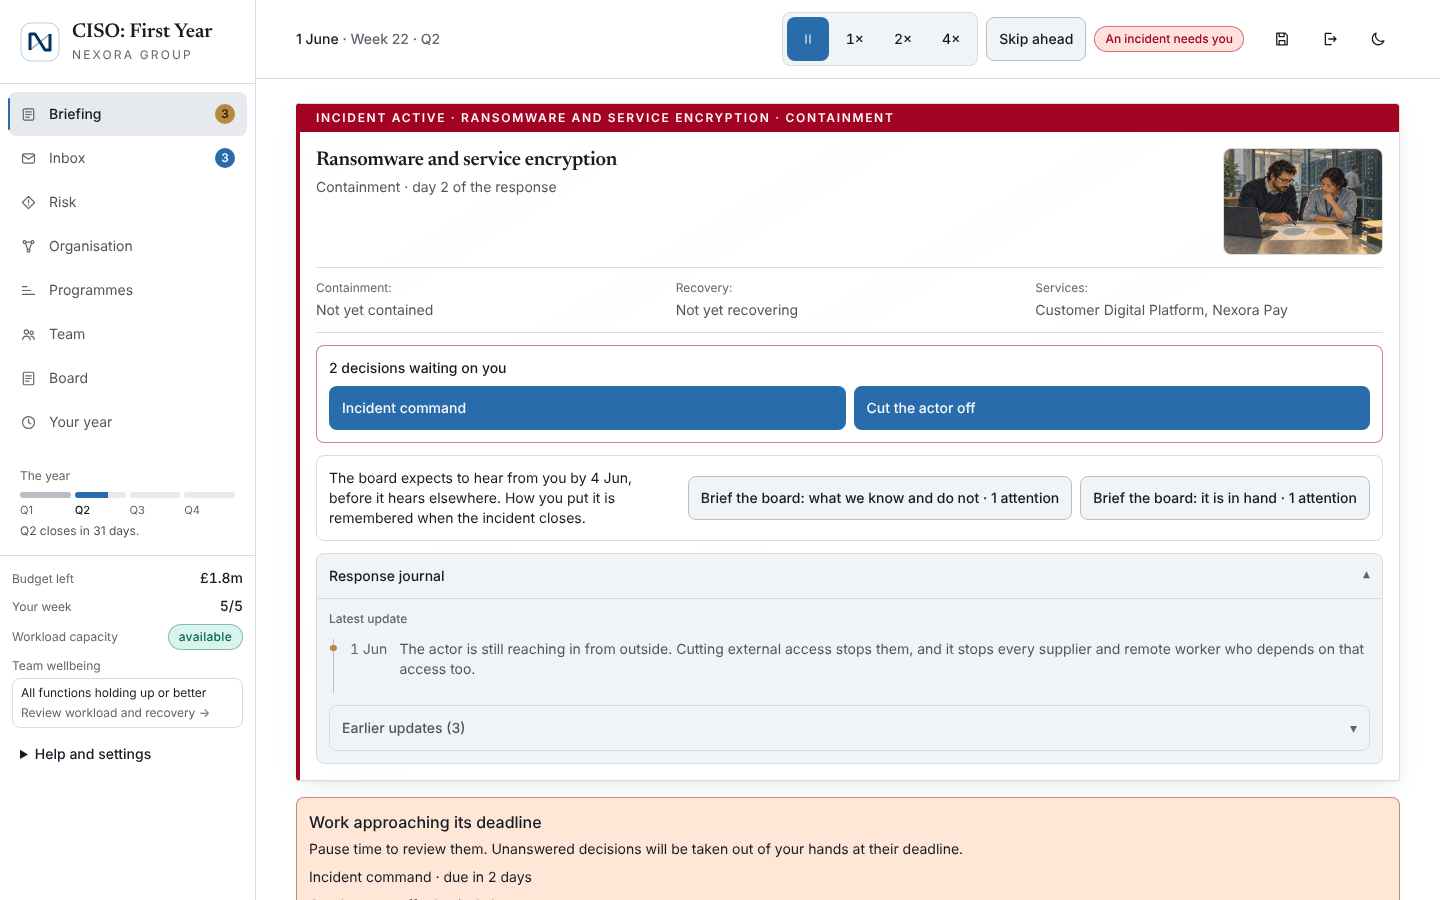 CISO: First Year
NEXORA GROUP
Briefing 3
Inbox 3
Risk
Organisation
Programmes
Team
Board
Your year
The year
Q1 Q2 Q3 Q4
Q2 closes in 31 days.
Budget left £1.8m
Your week 5/5
Workload capacity available
Team wellbeing
All functions holding up or better
Review workload and recovery →
▶ Help and settings
1 June · Week 22 · Q2
1× 2× 4× Skip ahead An incident needs you
INCIDENT ACTIVE · RANSOMWARE AND SERVICE ENCRYPTION · CONTAINMENT
Ransomware and service encryption
Containment · day 2 of the response
Containment: Recovery: Services:
Not yet contained Not yet recovering Customer Digital Platform, Nexora Pay
2 decisions waiting on you
Incident command Cut the actor off
The board expects to hear from you by 4 Jun,
before it hears elsewhere. How you put it is
remembered when the incident closes.
Brief the board: what we know and do not · 1 attention Brief the board: it is in hand · 1 attention
Response journal ▲
Latest update
1 Jun The actor is still reaching in from outside. Cutting external access stops them, and it stops every supplier and remote worker who depends on that
access too.
Earlier updates (3) ▼
Work approaching its deadline
Pause time to review them. Unanswered decisions will be taken out of your hands at their deadline.
Incident command · due in 2 days